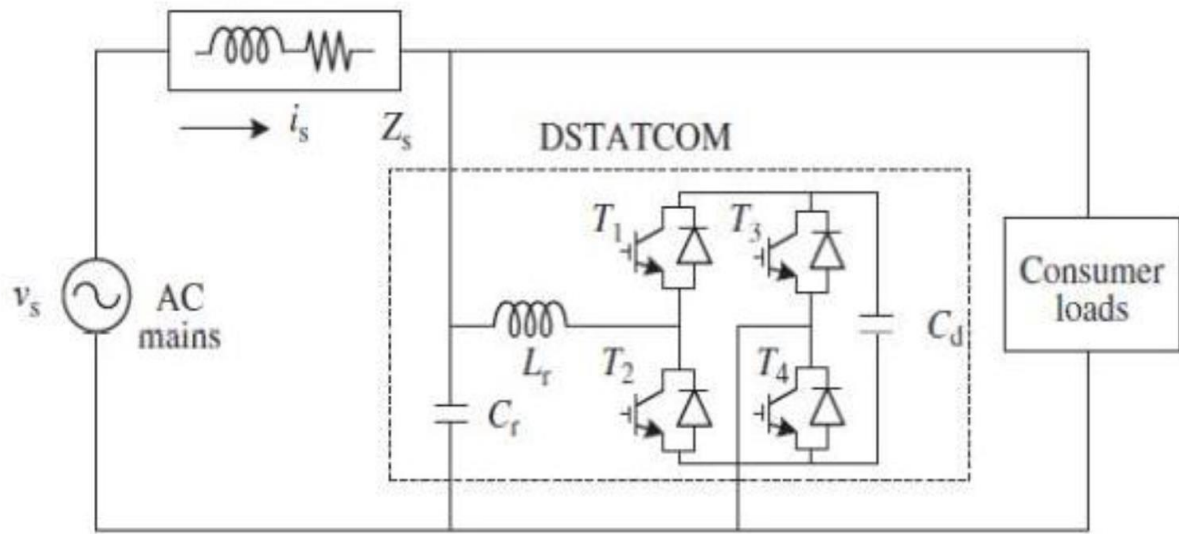 i_s
Z_s
DSTATCOM
T_1
T_3
v_s
AC
mains
L_r
T_2
T_4
C_r
C_d
Consumer
loads